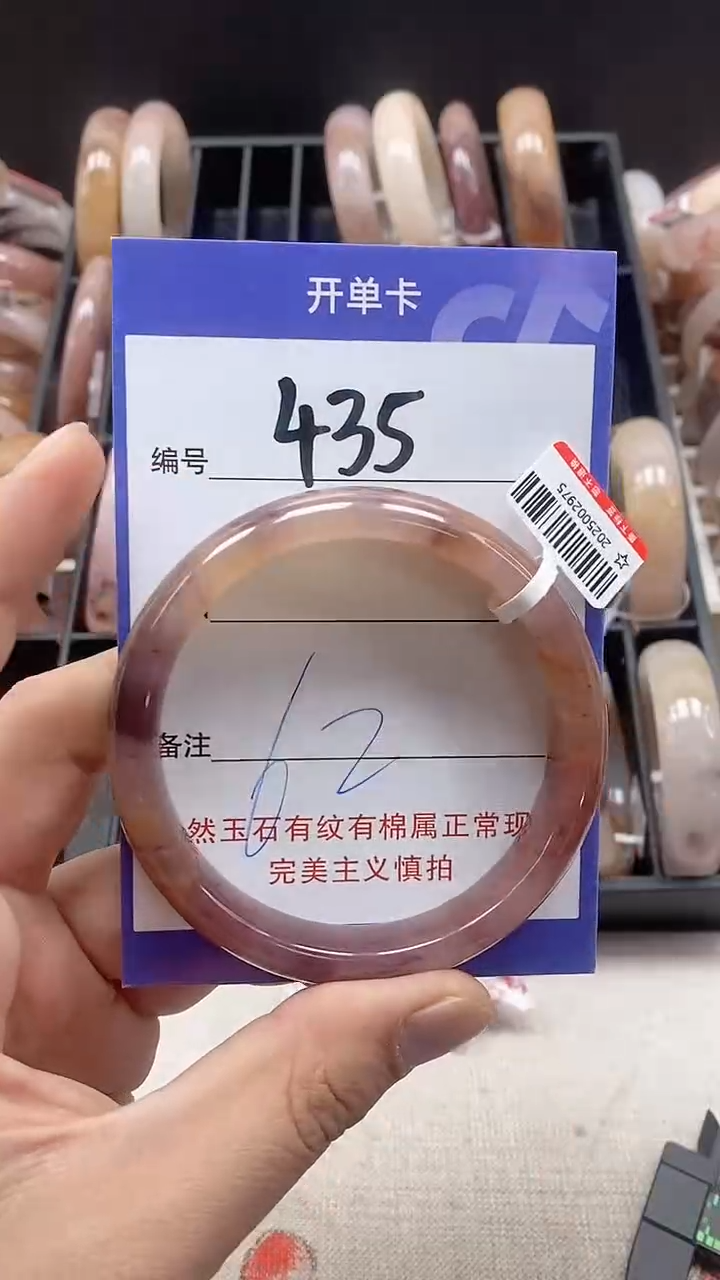 开单卡
编号 435
备注 62
然玉石有纹有棉属正常现
完美主义慎拍
2025002975